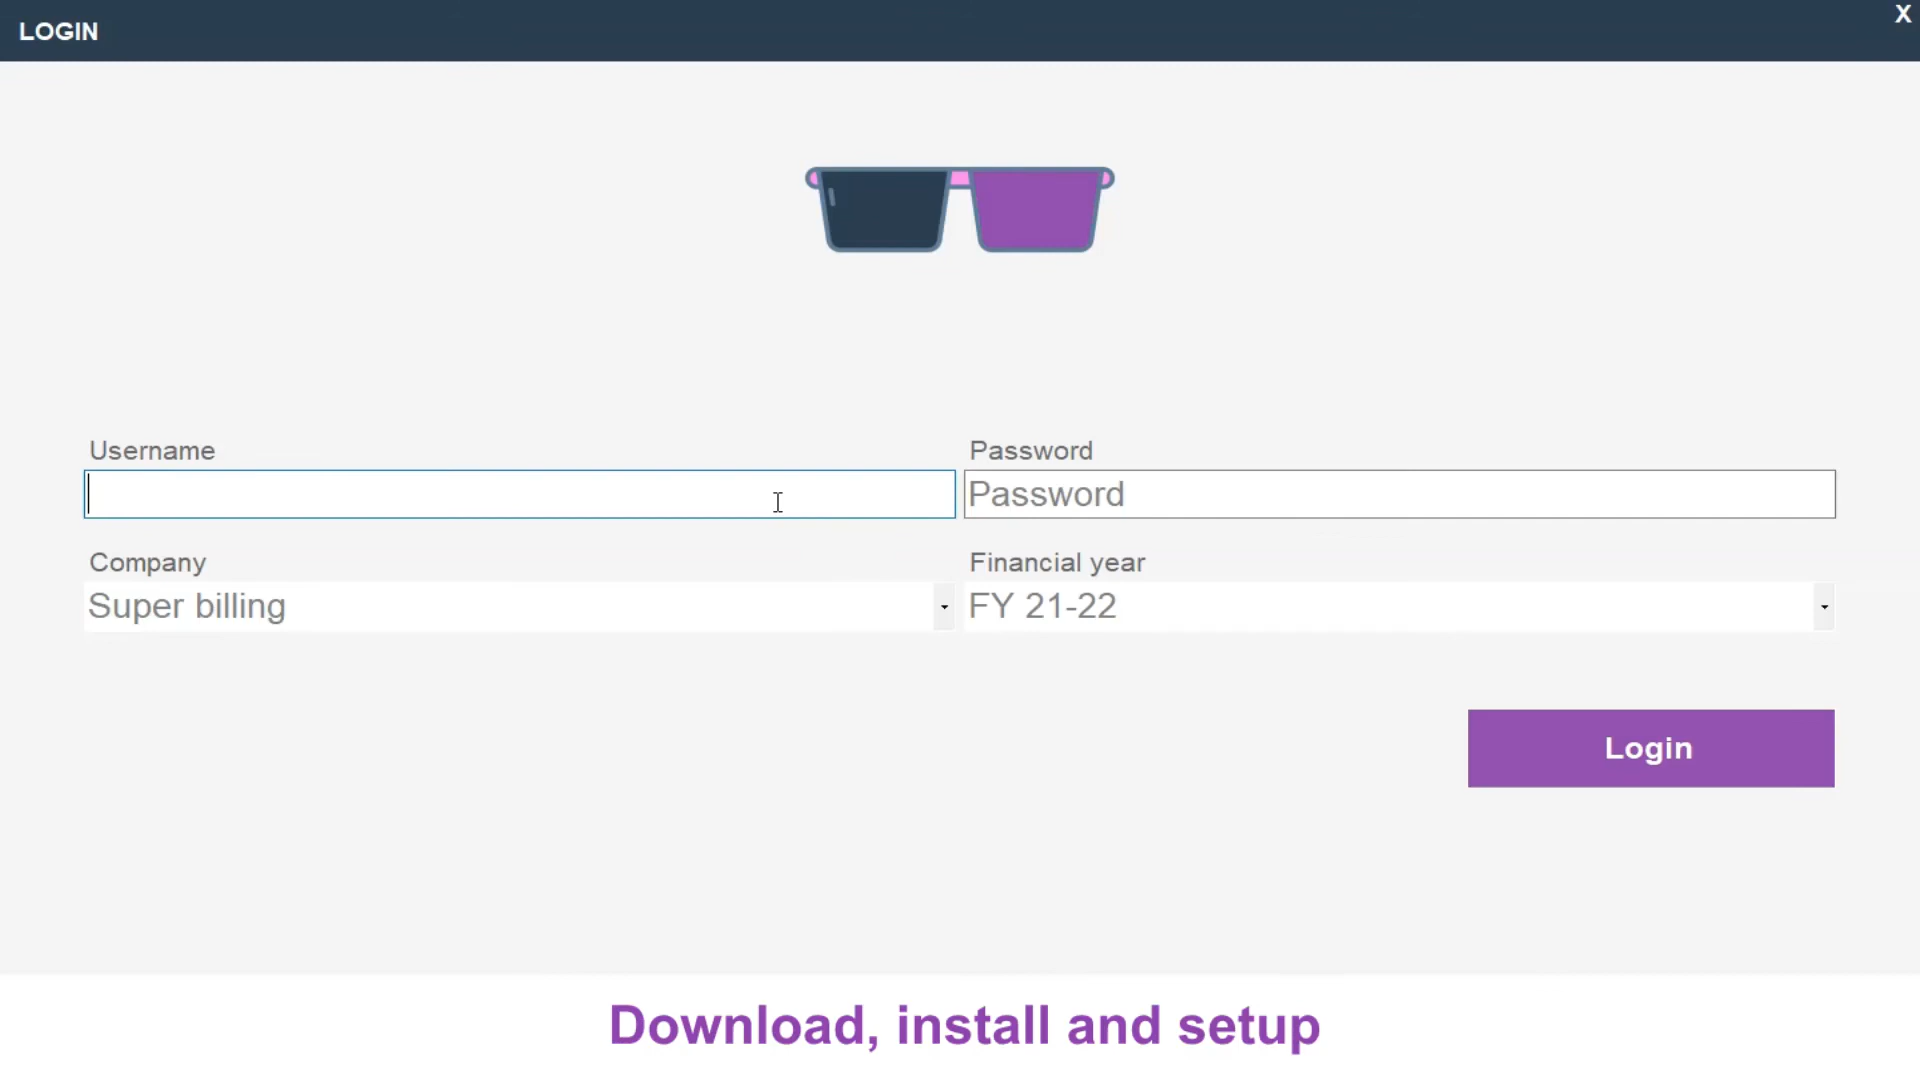 LOGIN
X
Username
Password
Password
Company
Financial year
Super billing
FY 21-22
Login
Download, install and setup